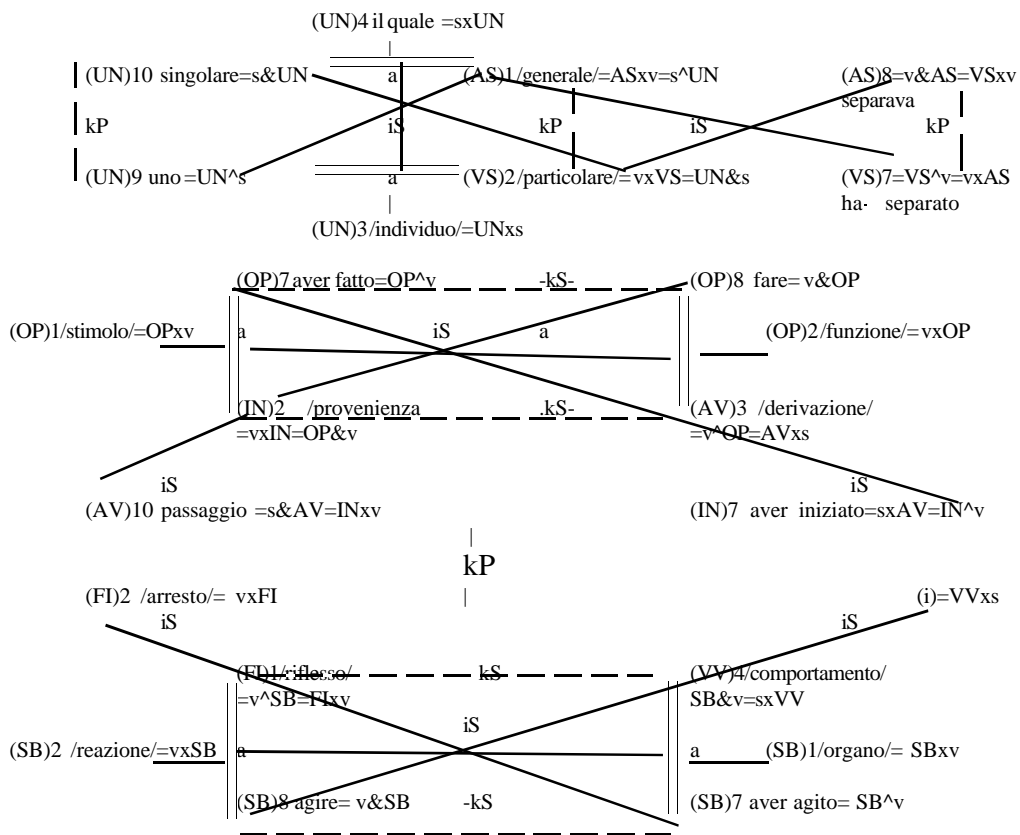 (UN)4 il quale =sxUN
|
(UN)10 singolare=s&UN a (AS)1/generale/=ASxv=s^UN (AS)8=v&AS=VSxv
separava
kP iS kP iS kP
(UN)9 uno =UN^s a (VS)2/particolare/=vxVS=UN&s (VS)7=VS^v=vxAS
| ha- separato
(UN)3/individuo/=UNxs
(OP)7 aver fatto=OP^v -kS- (OP)8 fare= v&OP
(OP)1/stimolo/=OPxv a iS a (OP)2/funzione/=vxOP
(IN)2 /provenienza .kS- (AV)3 /derivazione/
=vxIN=OP&v =v^OP=AVxs
iS iS
(AV)10 passaggio =s&AV=INxv (IN)7 aver iniziato=sxAV=IN^v
|
kP
(FI)2 /arresto/= vxFI | (i)=VVxs
iS iS
(FI)1/riflesso/ kS (VV)4/comportamento/
=v^SB=FIxv SB&v=sxVV
iS
(SB)2 /reazione/=vxSB a a (SB)1/organo/= SBxv
(SB)8 agire= v&SB -kS (SB)7 aver agito= SB^v